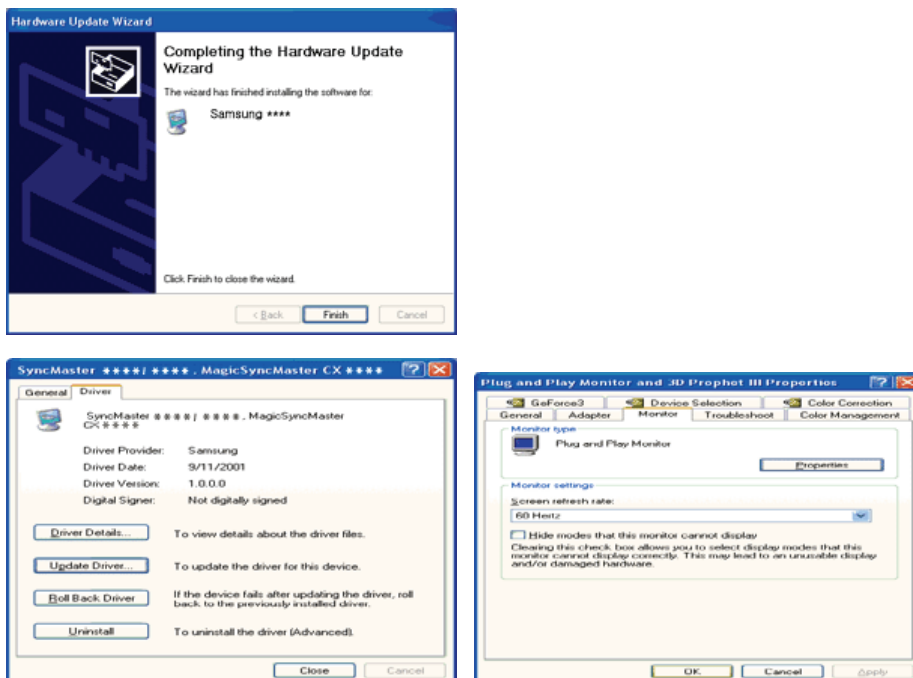 Hardware Update Wizard
Completing the Hardware Update
Wizard
The wizard has finished installing the software for:
Samsung ****
Click Finish to close the wizard.
< Back Finish Cancel
SyncMaster ****/ **** , MagicSyncMaster CX ****
General Driver
SyncMaster ****/ **** , MagicSyncMaster
CX ****
Driver Provider: Samsung
Driver Date: 9/11/2001
Driver Version: 1.0.0.0
Digital Signer: Not digitally signed
Driver Details... To view details about the driver files.
Update Driver... To update the driver for this device.
Roll Back Driver If the device fails after updating the driver, roll
back to the previously installed driver.
Uninstall To uninstall the driver (Advanced).
Close Cancel
Plug and Play Monitor and 3D Prophet III Properties
GeForce3 Device Selection Color Correction
General Adapter Monitor Troubleshoot Color Management
Monitor type
Plug and Play Monitor
Properties
Monitor settings
Screen refresh rate:
60 Hertz
Hide modes that this monitor cannot display
Clearing this check box allows you to select display modes that this
monitor cannot display correctly. This may lead to an unusable display
and/or damaged hardware.
OK Cancel Apply